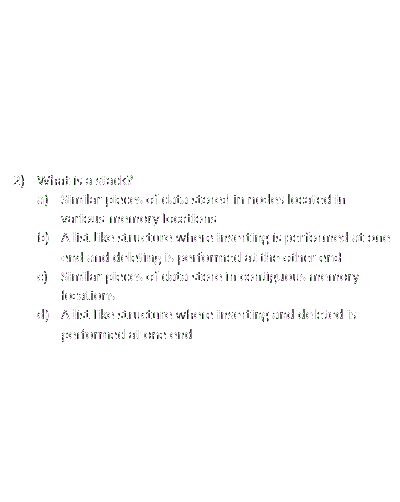 2) What is a stack?
a) Similar pieces of data stored in nodes located in
various memory locations
b) A list like structure where inserting is performed at one
end and deleting is performed at the other end
c) Similar pieces of data store in contiguous memory
locations
d) A list like structure where inserting and deleted is
performed at one end